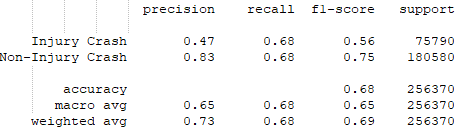 precision recall f1-score support
Injury Crash 0.47 0.68 0.56 75790
Non-Injury Crash 0.83 0.68 0.75 180580
accuracy 0.68 256370
macro avg 0.65 0.68 0.65 256370
weighted avg 0.73 0.68 0.69 256370